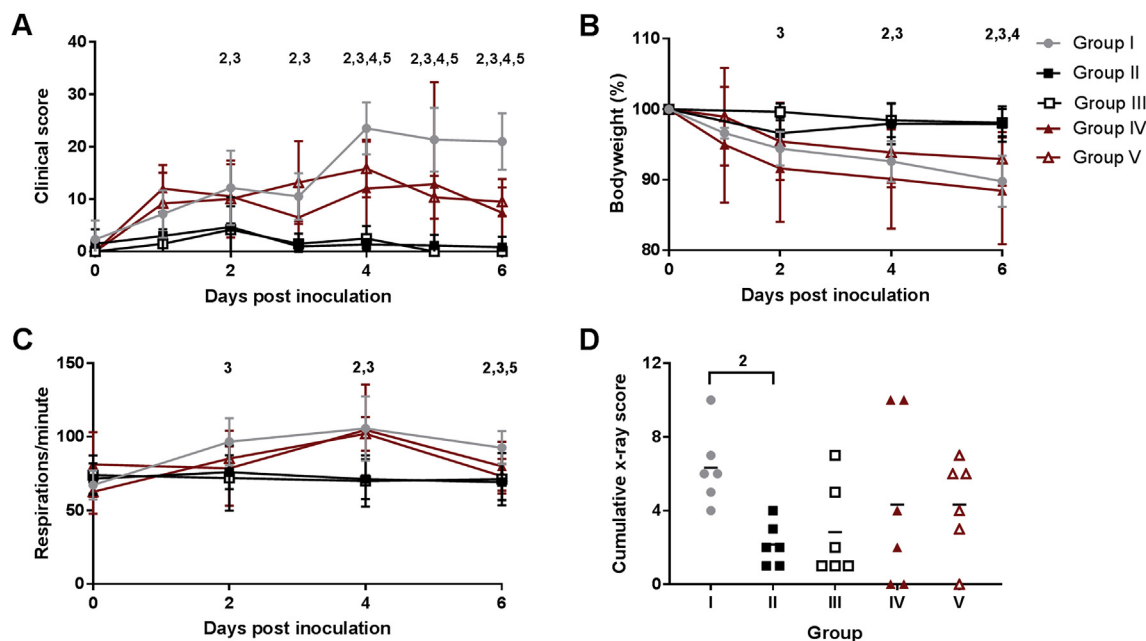 A
Clinical score
40
30
20
10
0
2,3 2,3 2,3,4,5 2,3,4,5 2,3,4,5
0 2 4 6
Days post inoculation
B
Bodyweight (%)
110
100
90
80
3 2,3 2,3,4
0 2 4 6
Days post inoculation
Group I
Group II
Group III
Group IV
Group V
C
Respirations/minute
150
100
50
0
3 2,3 2,3,5
0 2 4 6
Days post inoculation
D
Cumulative x-ray score
12
8
4
0
2
I II III IV V
Group